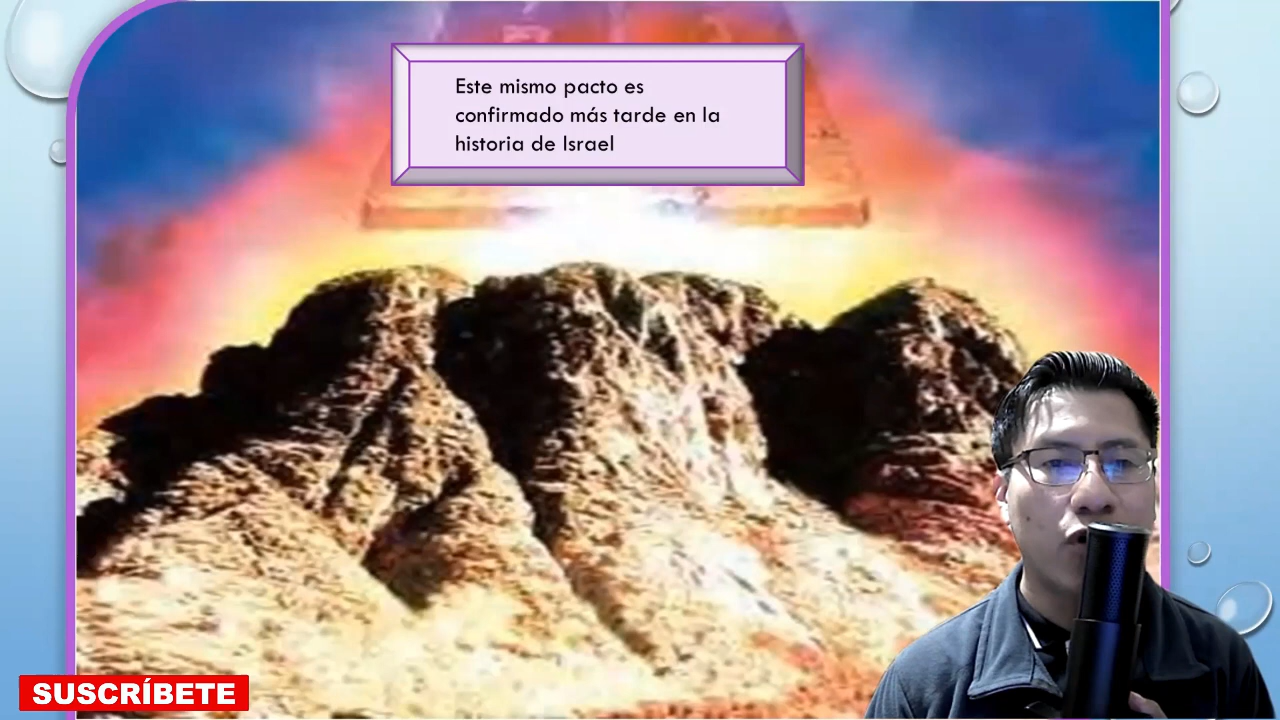 Este mismo pacto es
confirmado más tarde en la
historia de Israel
SUSCRÍBETE